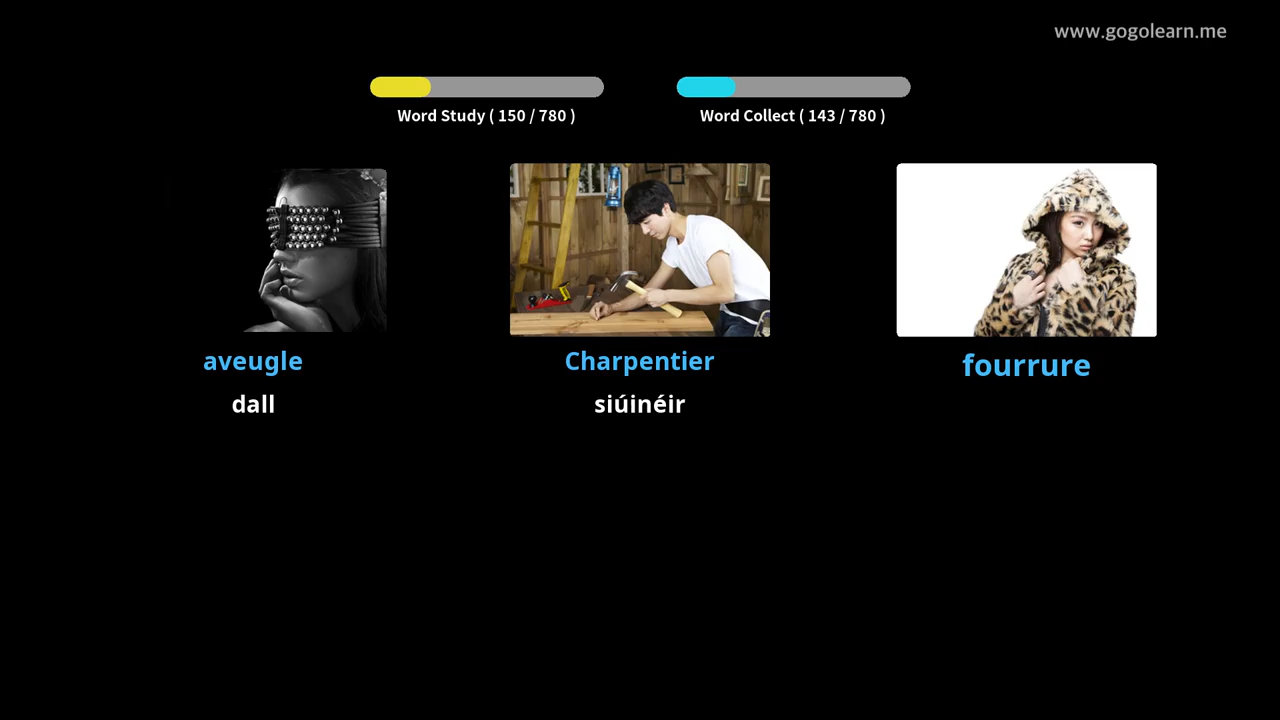 www.gogolearn.me
Word Study ( 150 / 780 )
Word Collect ( 143 / 780 )
aveugle
Charpentier
fourrure
dall
siúinéir